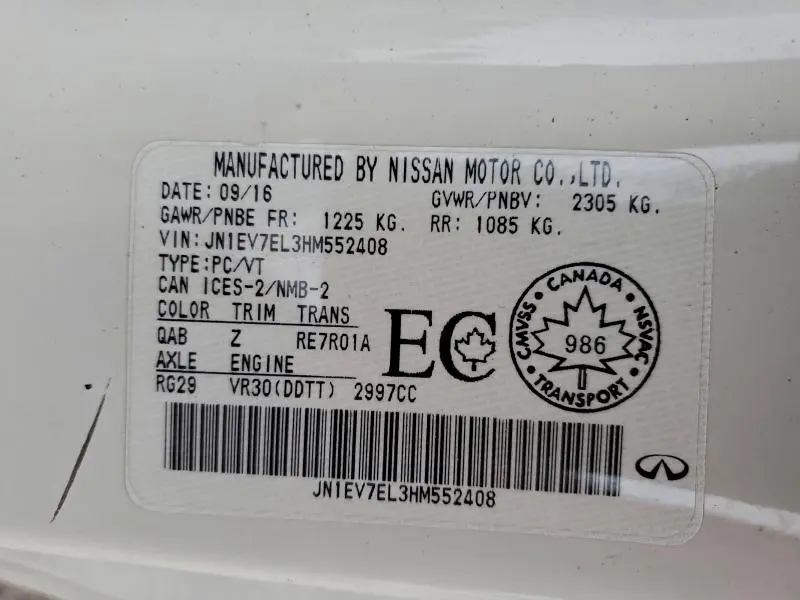 MANUFACTURED BY NISSAN MOTOR CO.,LTD.
DATE: 09/16 GVWR/PNBV: 2305 KG.
GAWR/PNBE FR: 1225 KG. RR: 1085 KG.
VIN: JN1EV7EL3HM552408
TYPE:PC/VT
CAN ICES-2/NMB-2
COLOR TRIM TRANS
QAB Z RE7R01A
AXLE ENGINE
RG29 VR30(DDTT) 2997CC
EC
CANADA
CMVSS • NSVAC
986
TRANSPORT
JN1EV7EL3HM552408